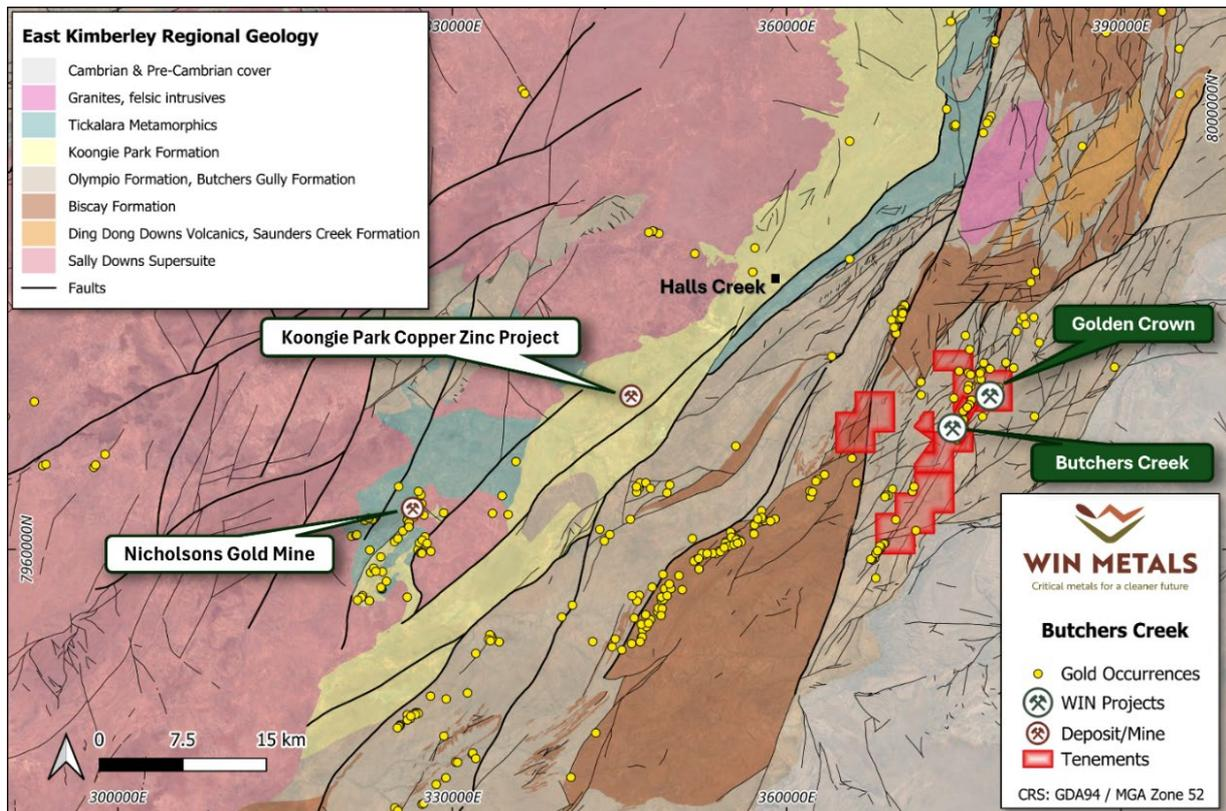 330000E
360000E
390000E
8000000N
East Kimberley Regional Geology
Cambrian & Pre-Cambrian cover
Granites, felsic intrusives
Tickalara Metamorphics
Koongie Park Formation
Olympio Formation, Butchers Gully Formation
Biscay Formation
Ding Dong Downs Volcanics, Saunders Creek Formation
Sally Downs Supersuite
Faults
Halls Creek
Koongie Park Copper Zinc Project
Golden Crown
Butchers Creek
Nicholsons Gold Mine
7960000N
WIN METALS
Critical metals for a cleaner future
Butchers Creek
Gold Occurrences
WIN Projects
Deposit/Mine
Tenements
CRS: GDA94 / MGA Zone 52
0 7.5 15 km
300000E
330000E
360000E